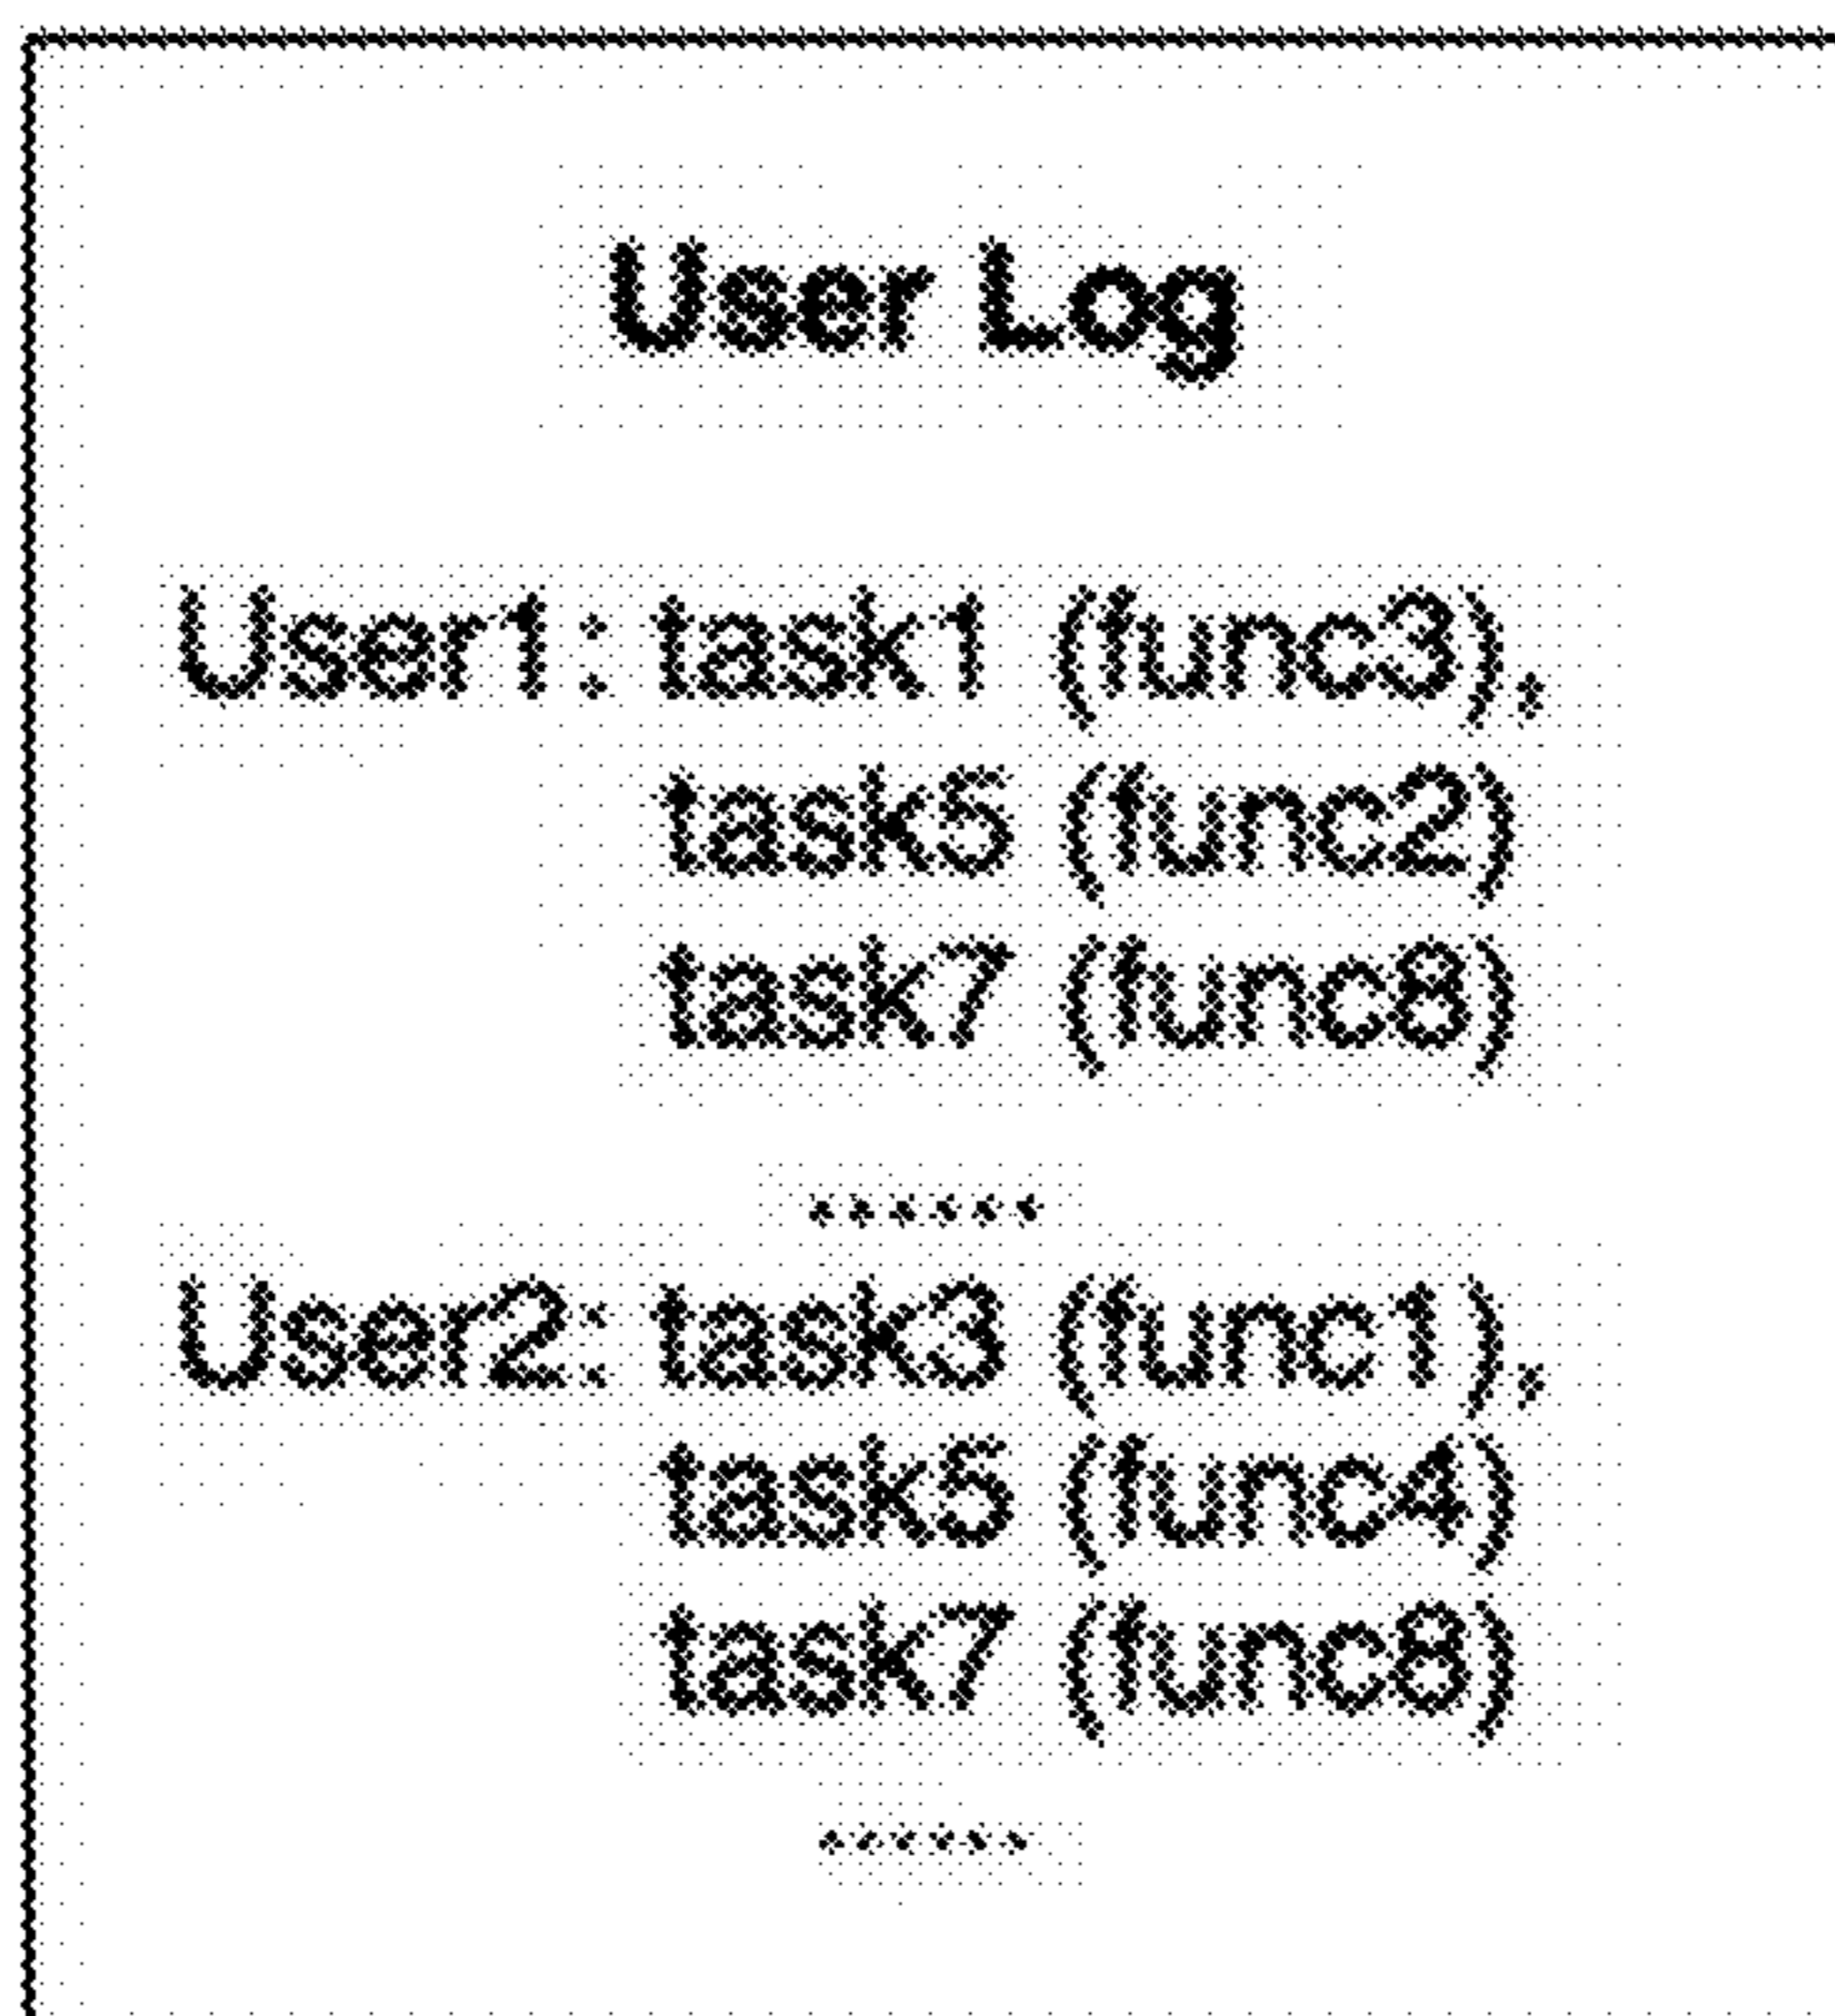 User Log
User1: task1 (func3),
task5 (func2)
task7 (func8)
......
User2: task3 (func1),
task5 (func4)
task7 (func8)
......